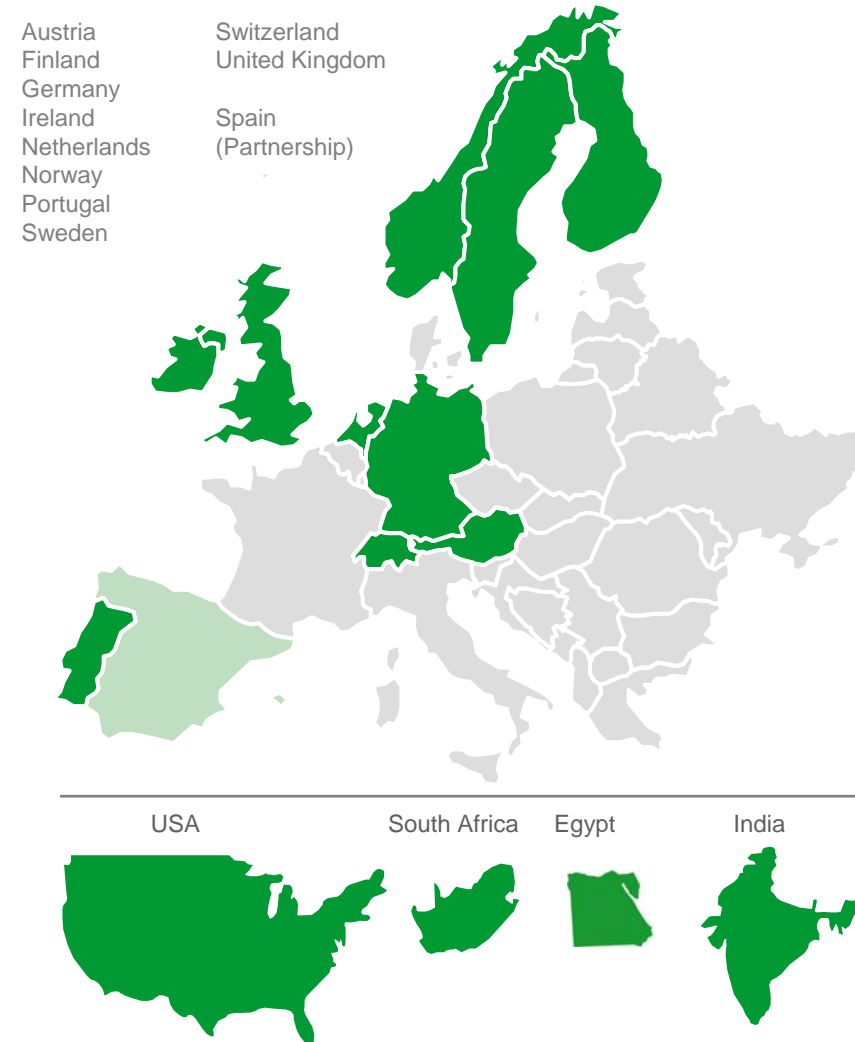 Austria
Finland
Germany
Ireland
Netherlands
Norway
Portugal
Sweden
Switzerland
United Kingdom
Spain
(Partnership)
USA
South Africa
Egypt
India